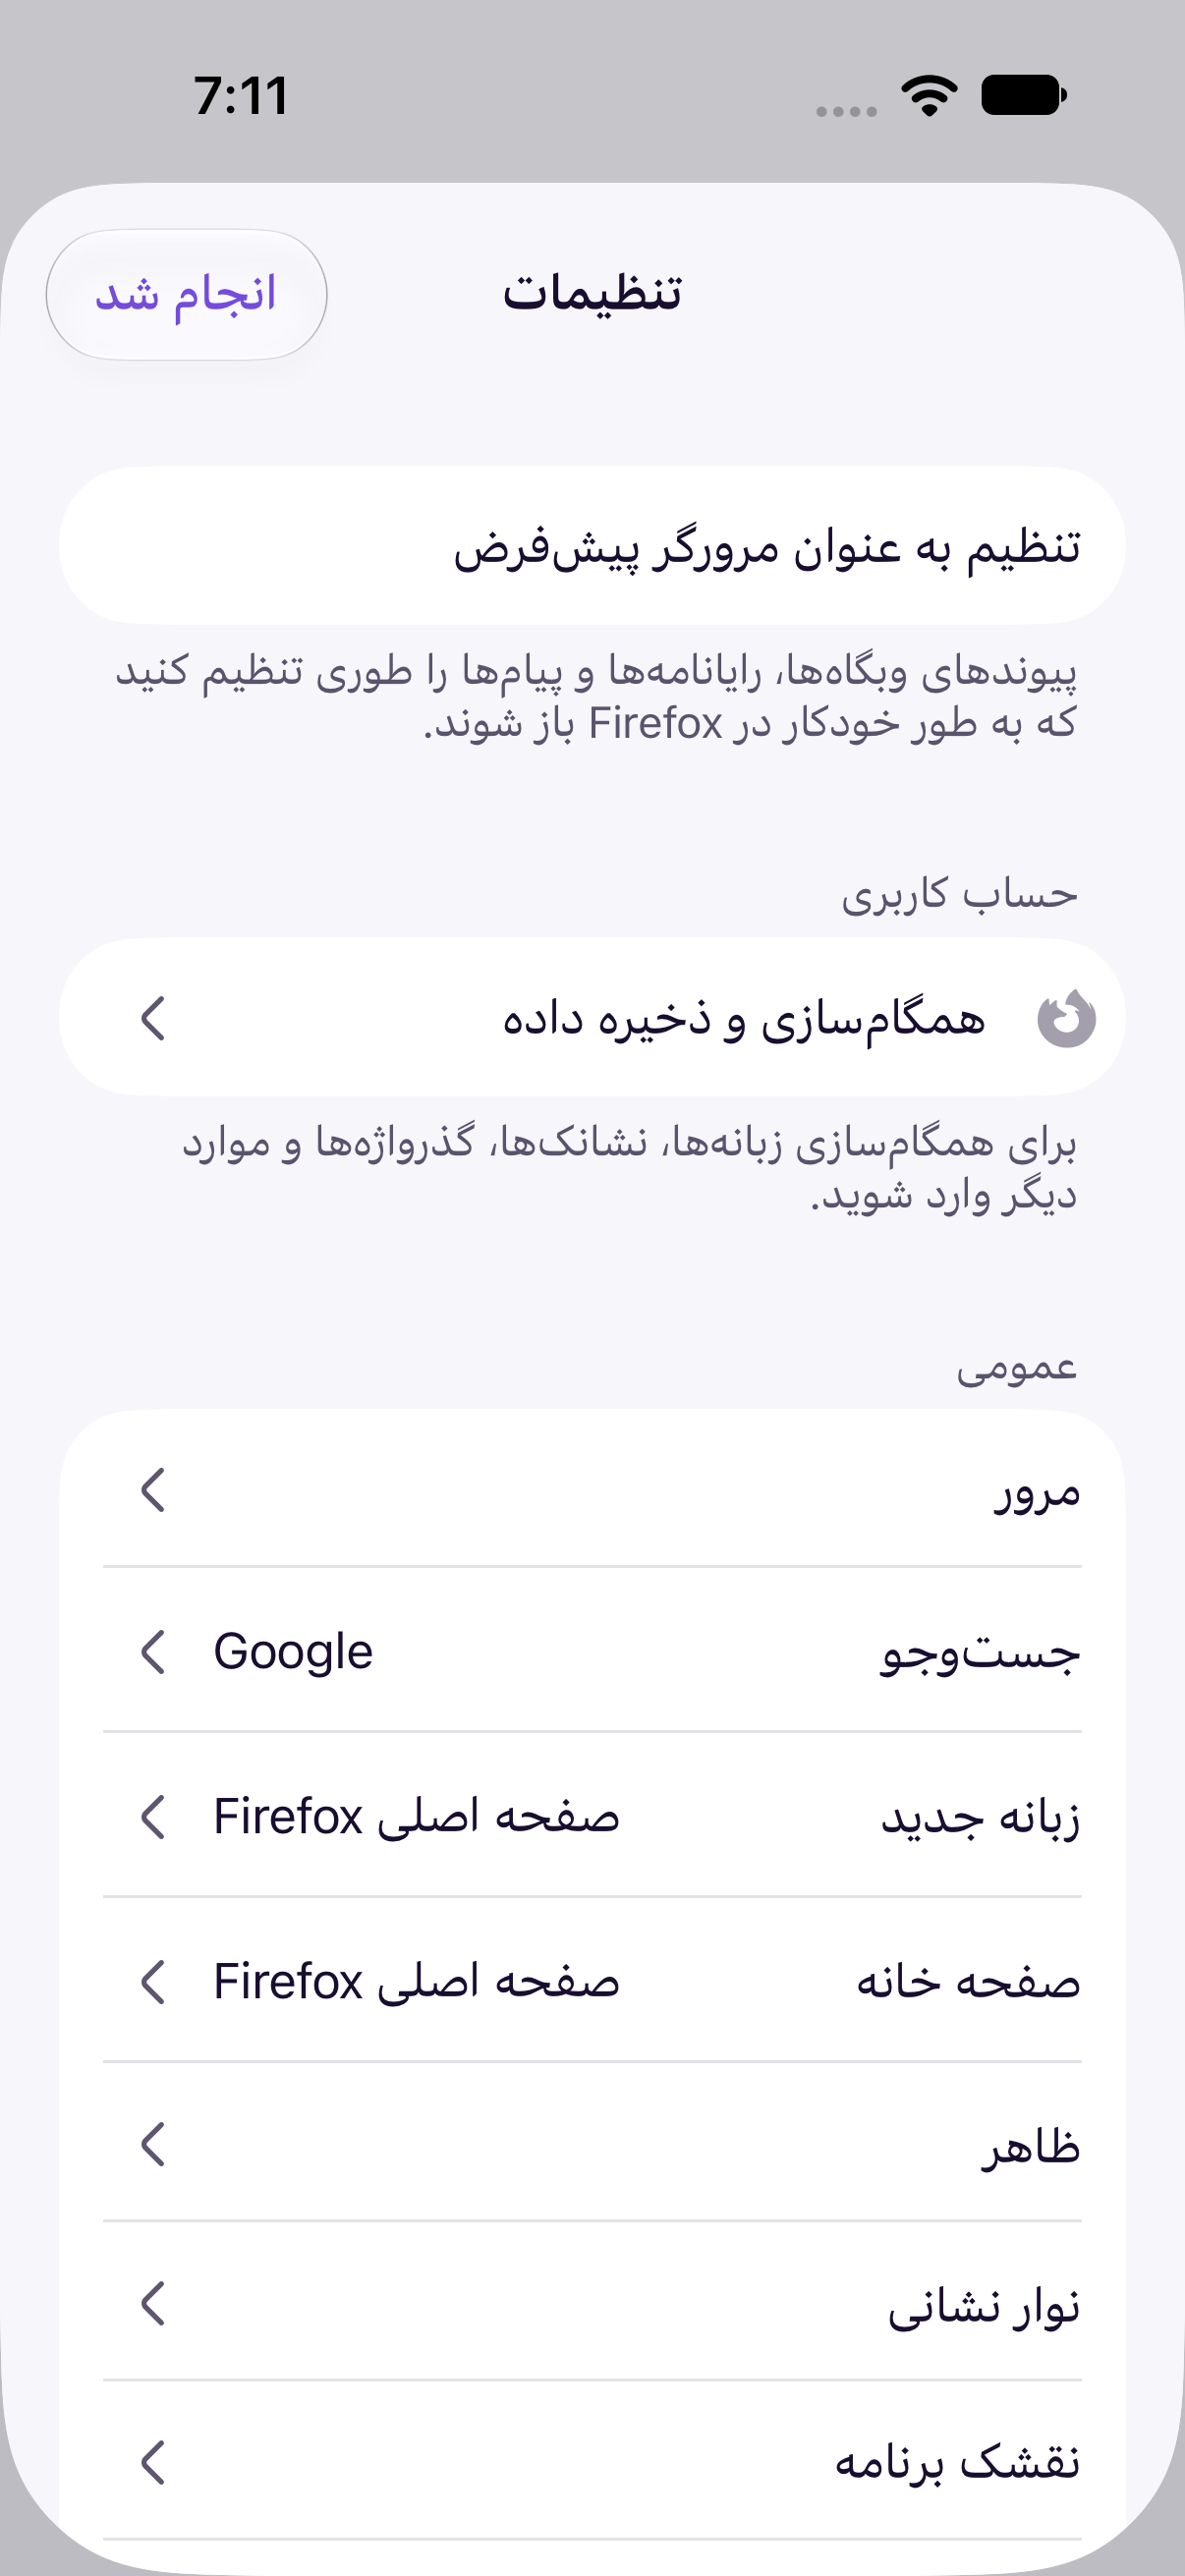 7:11
تنظیمات
انجام شد
تنظیم به عنوان مرورگر پیش‌فرض
پیوندهای وبگاه‌ها، رایانامه‌ها و پیام‌ها را طوری تنظیم کنید
که به طور خودکار در Firefox باز شوند.
حساب کاربری
همگام‌سازی و ذخیره داده
برای همگام‌سازی زبانه‌ها، نشانک‌ها، گذرواژه‌ها و موارد
دیگر وارد شوید.
عمومی
مرور
جست‌وجو Google
زبانه جدید صفحه اصلی Firefox
صفحه خانه صفحه اصلی Firefox
ظاهر
نوار نشانی
نقشک برنامه